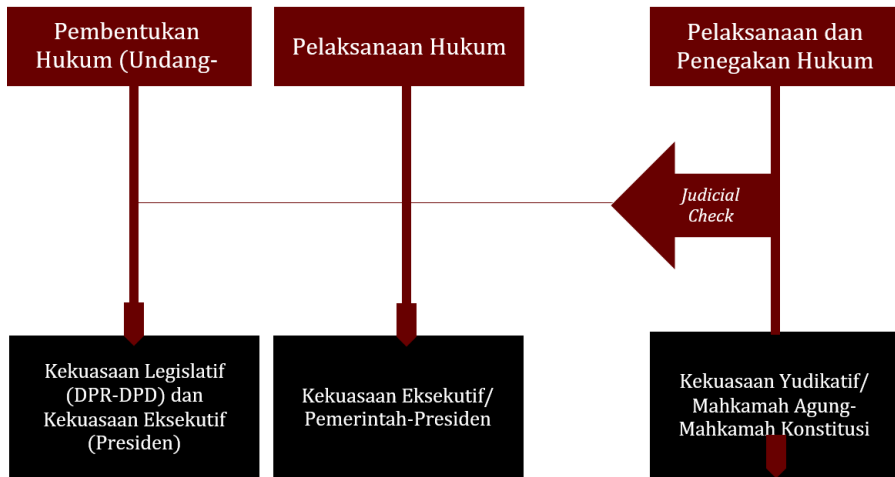 Pembentukan
Hukum (Undang-
Pelaksanaan Hukum
Pelaksanaan dan
Penegakan Hukum
Judicial
Check
Kekuasaan Legislatif
(DPR-DPD) dan
Kekuasaan Eksekutif
(Presiden)
Kekuasaan Eksekutif/
Pemerintah-Presiden
Kekuasaan Yudikatif/
Mahkamah Agung-
Mahkamah Konstitusi